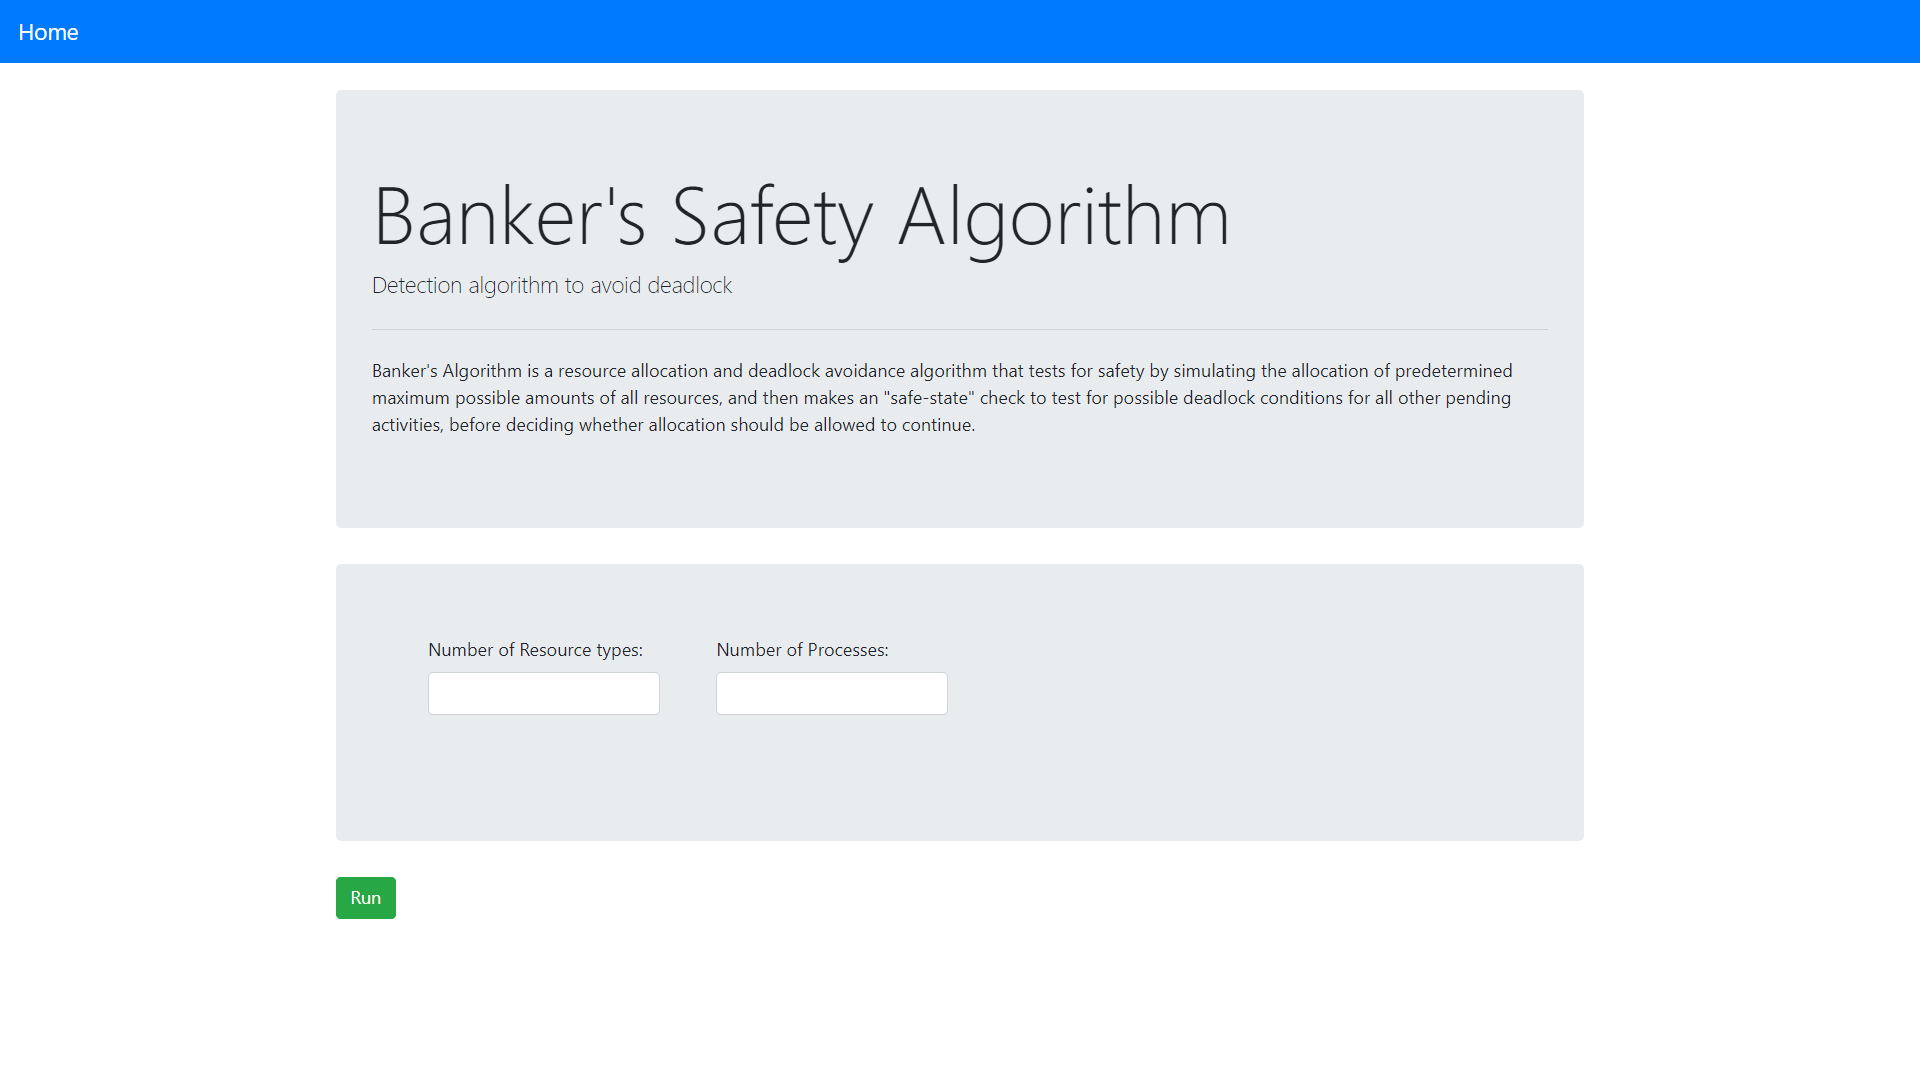 Home
Banker's Safety Algorithm
Detection algorithm to avoid deadlock
Banker's Algorithm is a resource allocation and deadlock avoidance algorithm that tests for safety by simulating the allocation of predetermined
maximum possible amounts of all resources, and then makes an "safe-state" check to test for possible deadlock conditions for all other pending
activities, before deciding whether allocation should be allowed to continue.
Number of Resource types: Number of Processes:
Run